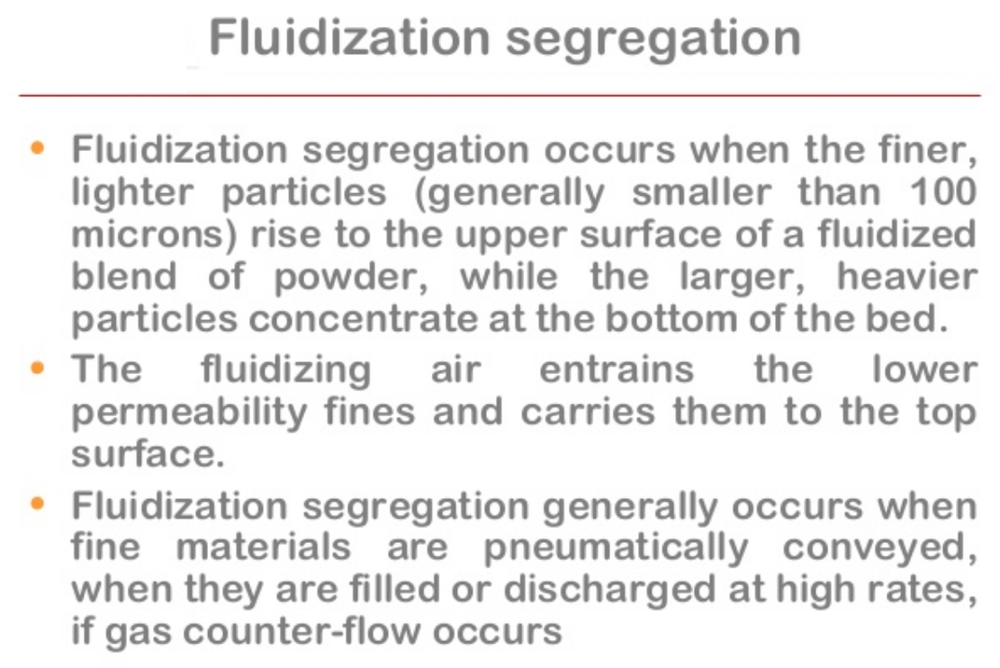 Fluidization segregation
• Fluidization segregation occurs when the finer,
lighter particles (generally smaller than 100
microns) rise to the upper surface of a fluidized
blend of powder, while the larger, heavier
particles concentrate at the bottom of the bed.
• The fluidizing air entrains the lower
permeability fines and carries them to the top
surface.
• Fluidization segregation generally occurs when
fine materials are pneumatically conveyed,
when they are filled or discharged at high rates,
if gas counter-flow occurs